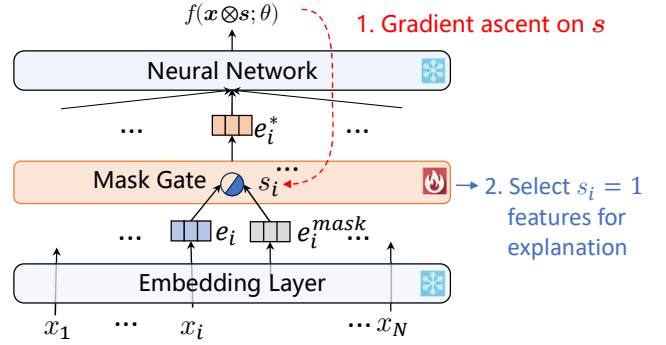 f(x⊗s; θ)
1. Gradient ascent on s
Neural Network
... e_i^* ...
...
Mask Gate s_i
2. Select s_i = 1
features for
explanation
... e_i e_i^{mask} ...
Embedding Layer
x_1 ... x_i ... x_N